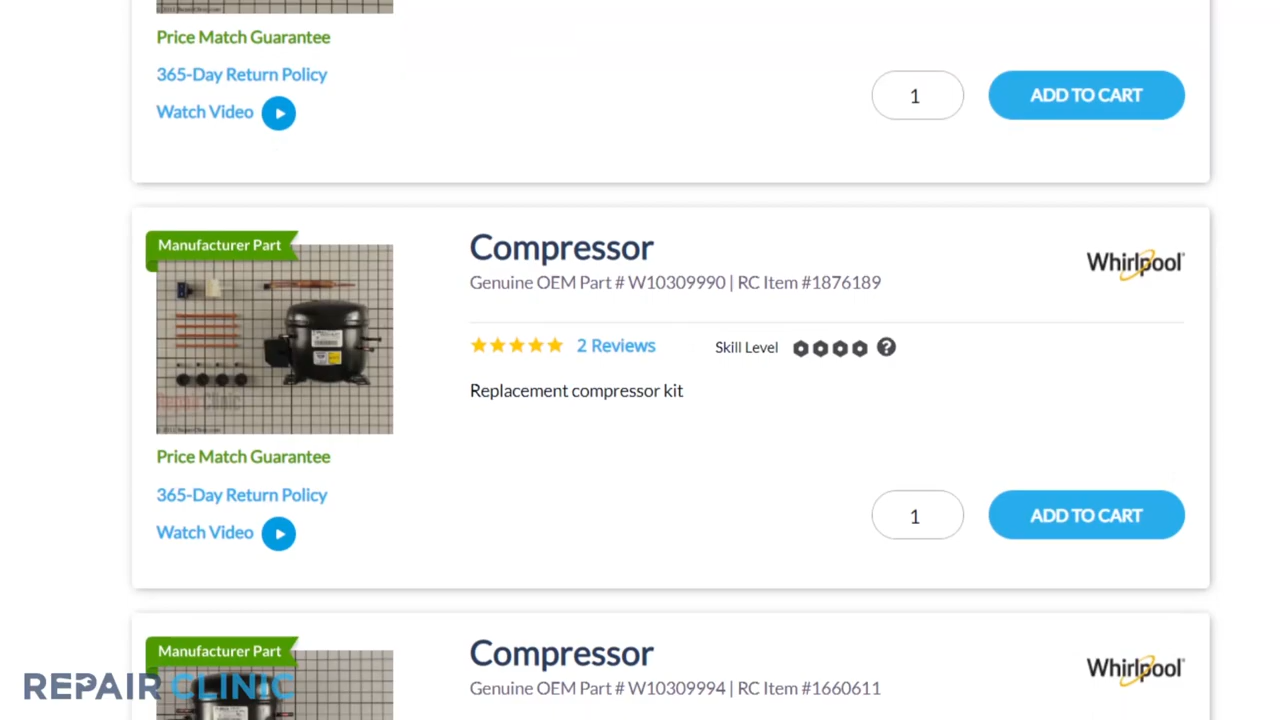 Price Match Guarantee
365-Day Return Policy
Watch Video
1
ADD TO CART
Manufacturer Part
Compressor
Genuine OEM Part # W10309990 | RC Item #1876189
Whirlpool
2 Reviews
Skill Level
?
Replacement compressor kit
Price Match Guarantee
365-Day Return Policy
Watch Video
1
ADD TO CART
Manufacturer Part
Compressor
Genuine OEM Part # W10309994 | RC Item #1660611
Whirlpool
REPAIR CLINIC